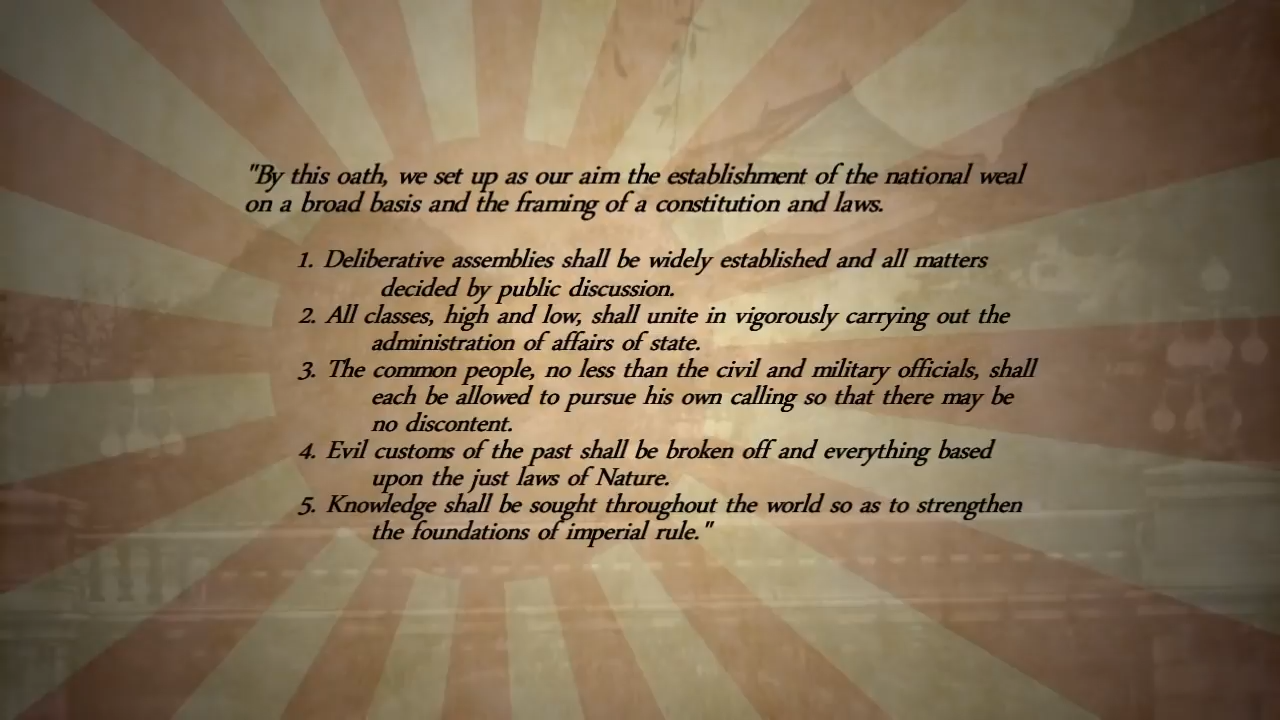 "By this oath, we set up as our aim the establishment of the national weal
on a broad basis and the framing of a constitution and laws.
1. Deliberative assemblies shall be widely established and all matters
decided by public discussion.
2. All classes, high and low, shall unite in vigorously carrying out the
administration of affairs of state.
3. The common people, no less than the civil and military officials, shall
each be allowed to pursue his own calling so that there may be
no discontent.
4. Evil customs of the past shall be broken off and everything based
upon the just laws of Nature.
5. Knowledge shall be sought throughout the world so as to strengthen
the foundations of imperial rule."